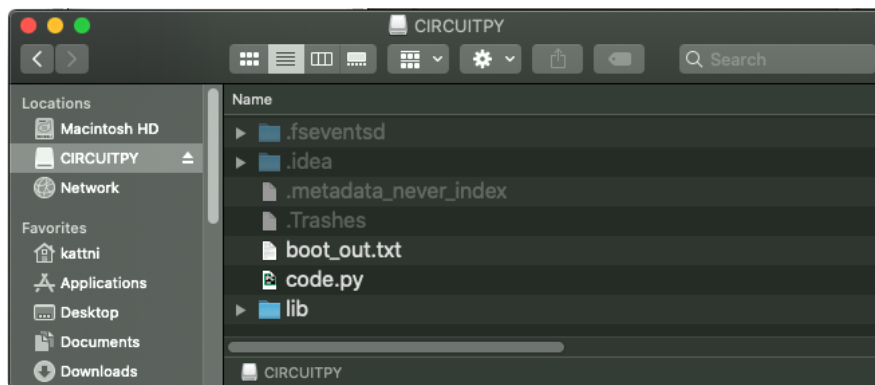 CIRCUITPY
Search
Locations
Macintosh HD
CIRCUITPY
Network
Favorites
kattni
Applications
Desktop
Documents
Downloads
Name
.fseventsd
.idea
.metadata_never_index
.Trashes
boot_out.txt
code.py
lib
CIRCUITPY